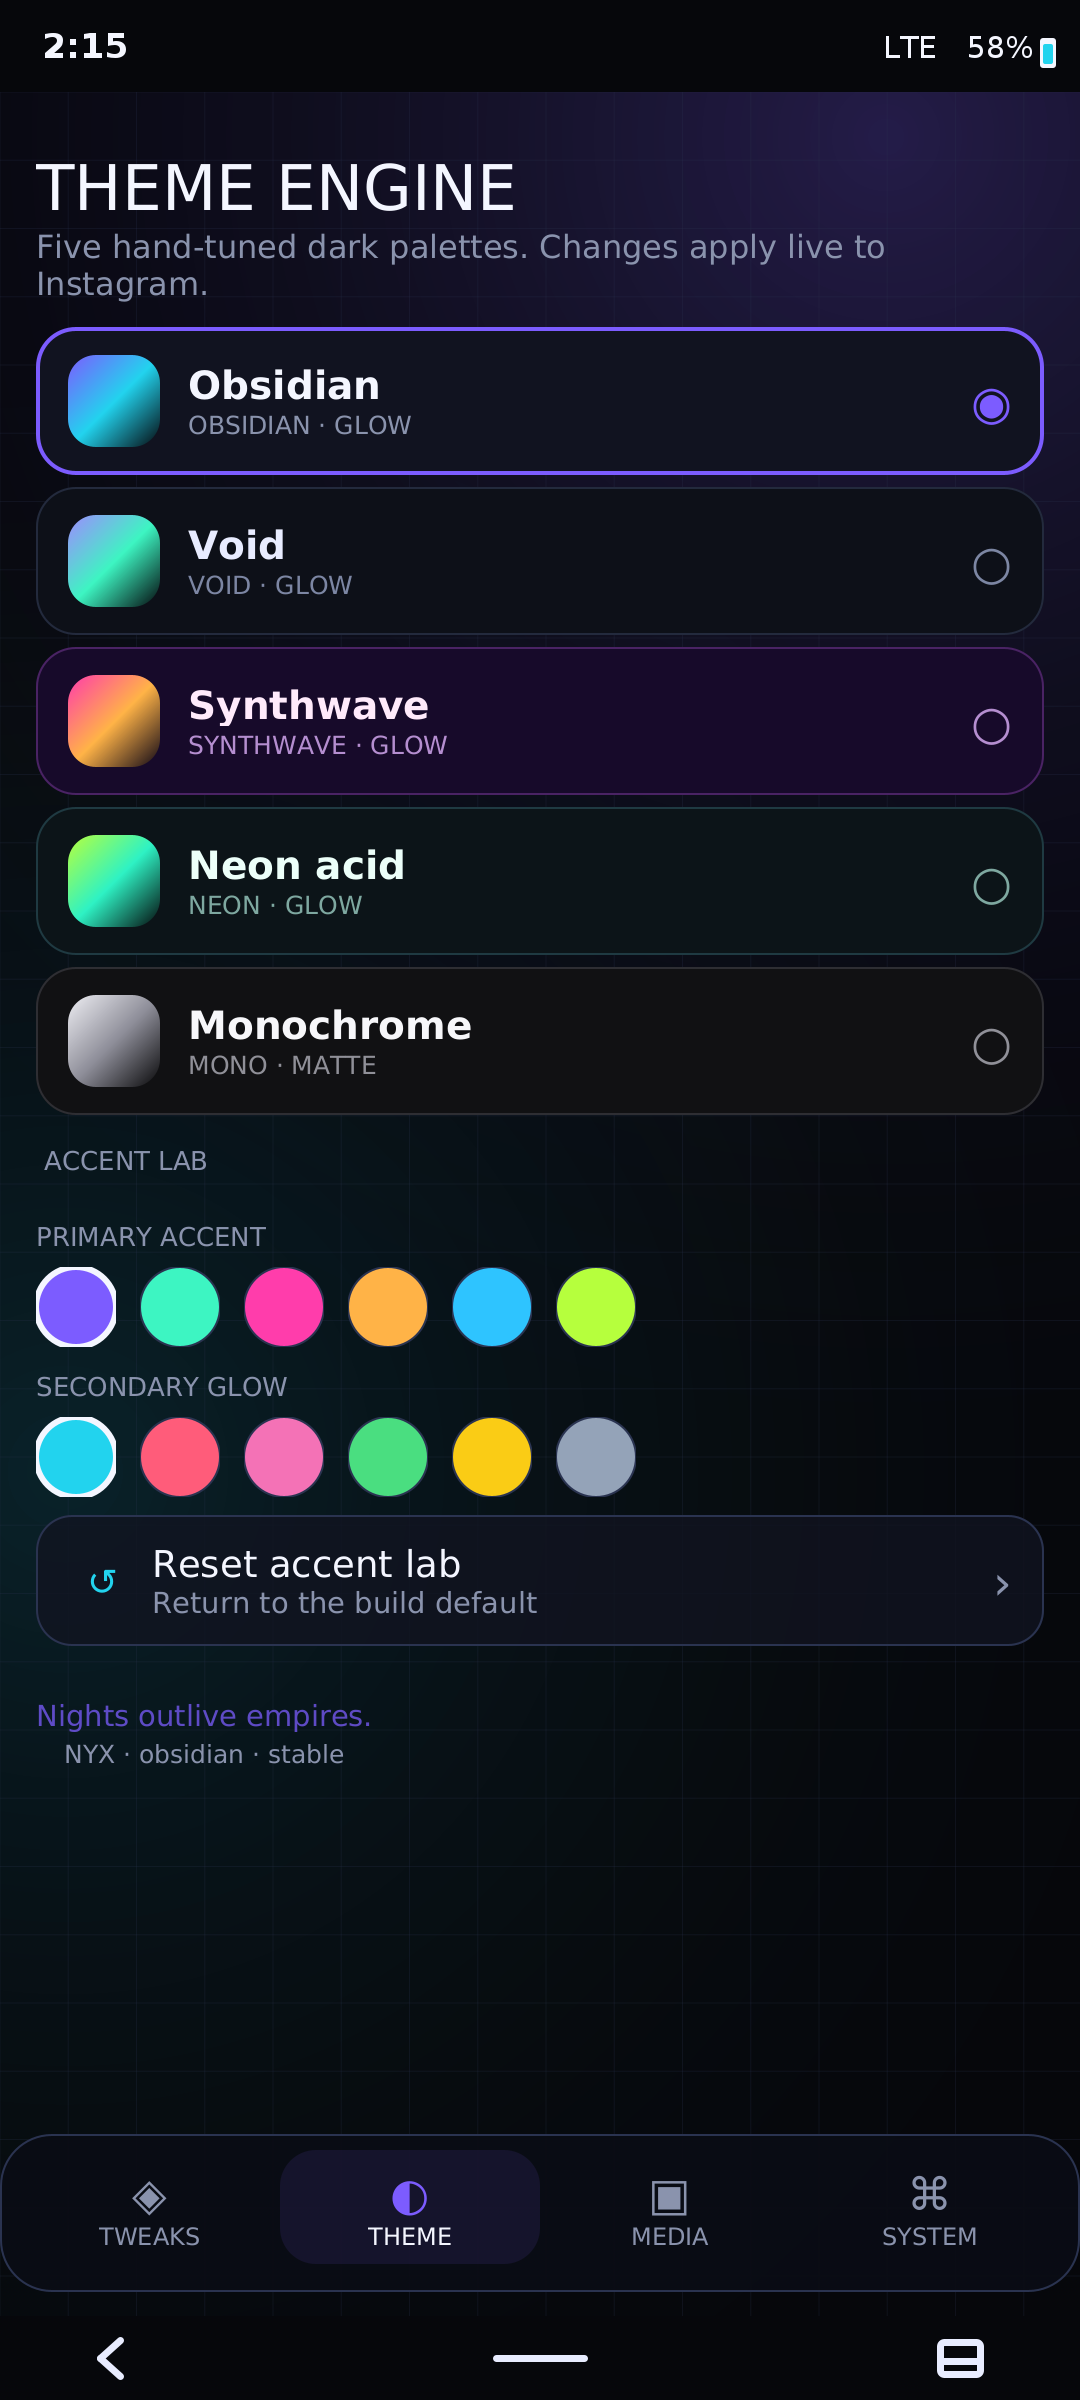 2:15
LTE 58%
THEME ENGINE
Five hand-tuned dark palettes. Changes apply live to
Instagram.
Obsidian
OBSIDIAN · GLOW
Void
VOID · GLOW
Synthwave
SYNTHWAVE · GLOW
Neon acid
NEON · GLOW
Monochrome
MONO · MATTE
ACCENT LAB
PRIMARY ACCENT
SECONDARY GLOW
Reset accent lab
Return to the build default
Nights outlive empires.
NYX · obsidian · stable
TWEAKS
THEME
MEDIA
SYSTEM